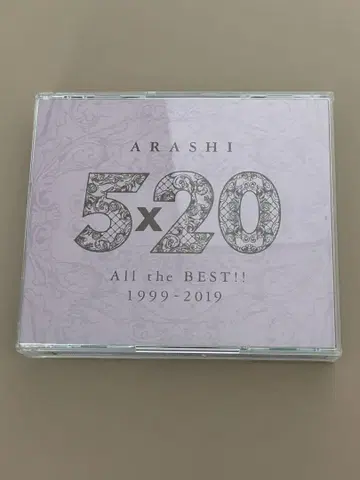 ARASHI
5x20
All the BEST!!
1999-2019